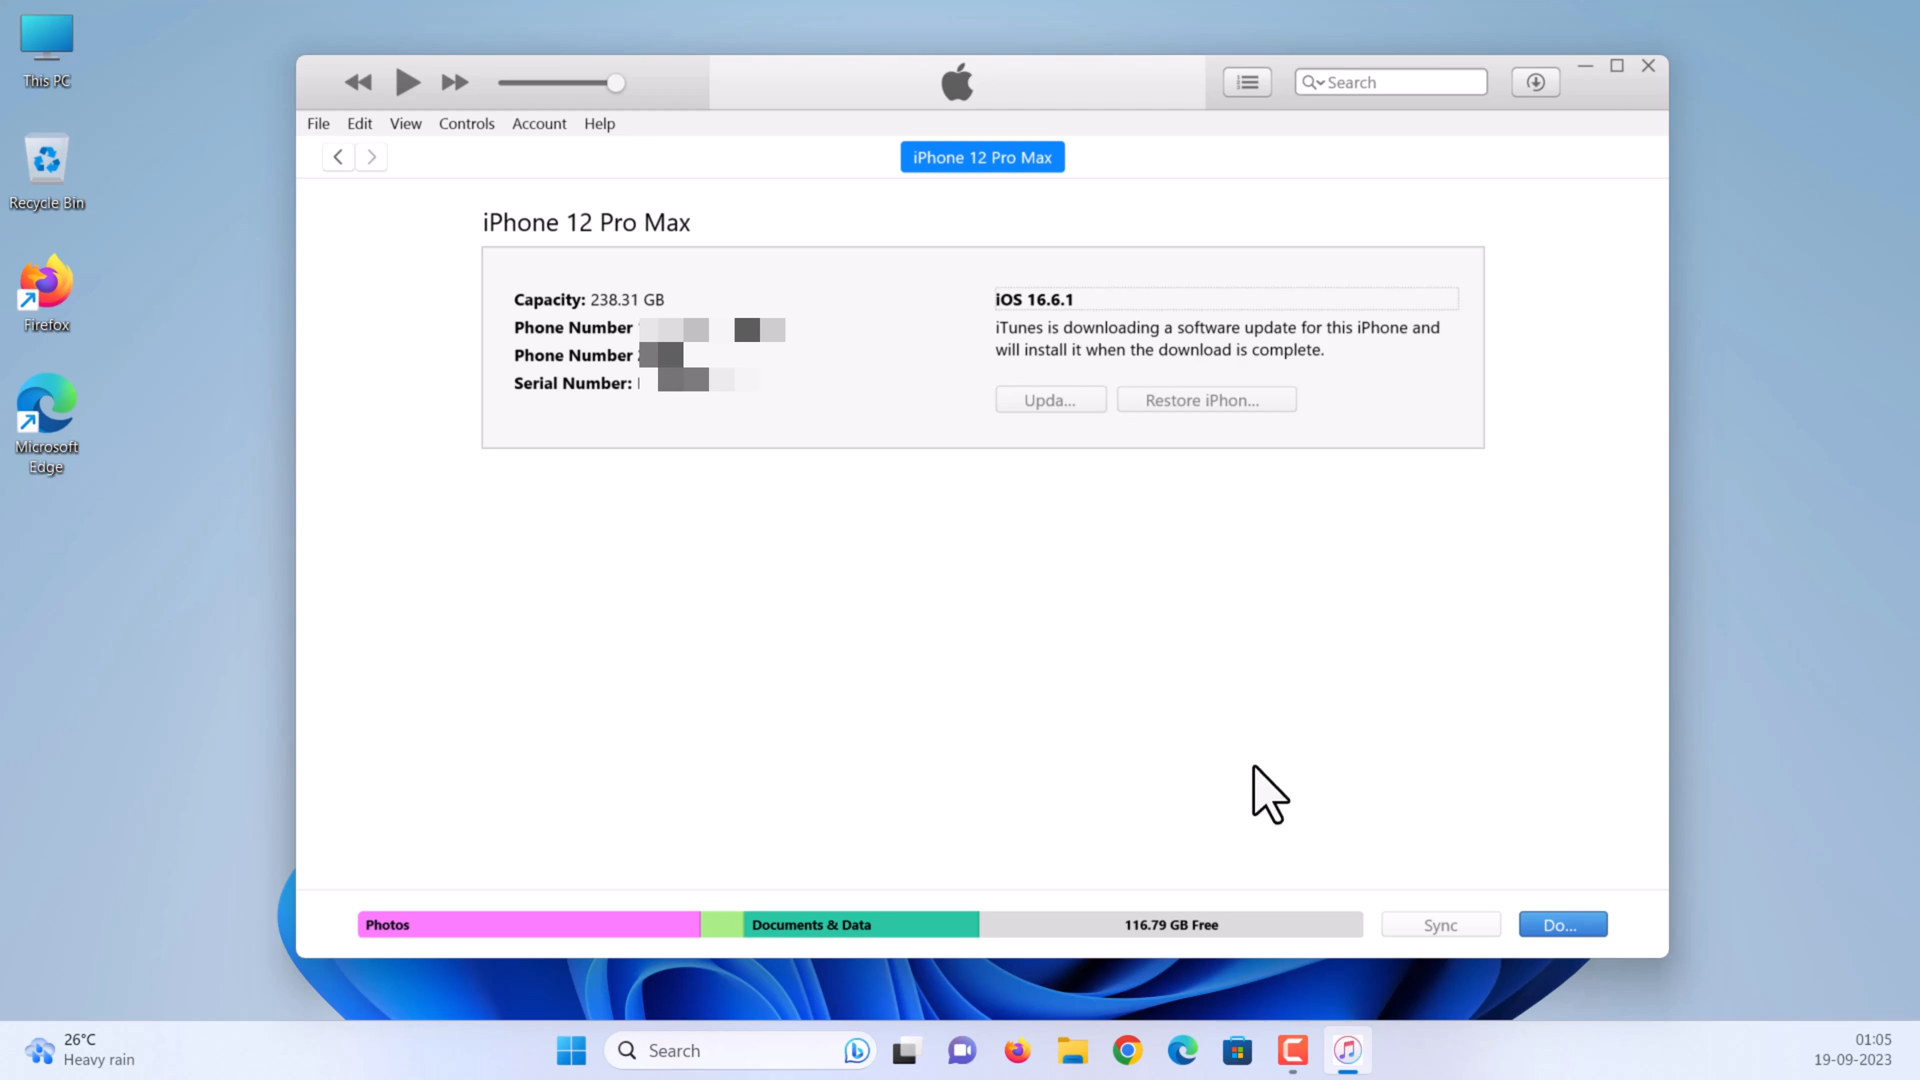 This PC
Recycle Bin
Firefox
Microsoft
Edge
Search
File Edit View Controls Account Help
iPhone 12 Pro Max
iPhone 12 Pro Max
Capacity: 238.31 GB
Phone Number
Phone Number
Serial Number:
iOS 16.6.1
iTunes is downloading a software update for this iPhone and
will install it when the download is complete.
Upda... Restore iPhon...
Photos Documents & Data 116.79 GB Free Sync Do...
26°C
Heavy rain
Search
01:05
19-09-2023